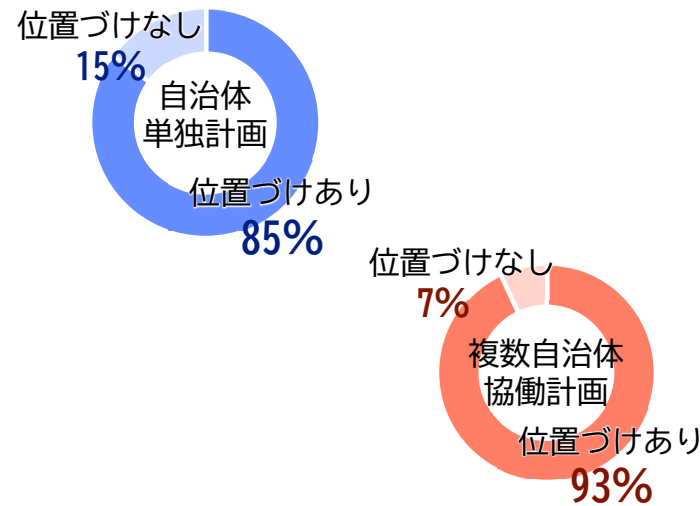 位置づけなし
15%
自治体
単独計画
位置づけあり
85%
位置づけなし
7%
複数自治体
協働計画
位置づけあり
93%